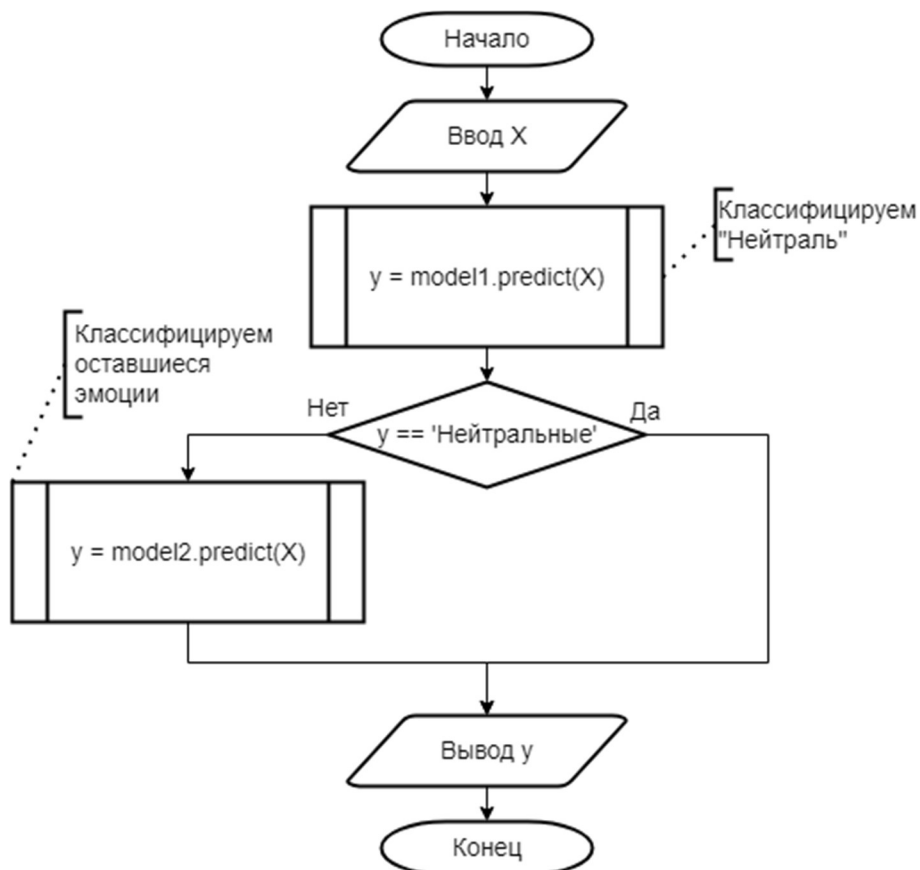 Начало
Ввод X
Классифицируем
"Нейтраль"
y = model1.predict(X)
Классифицируем
оставшиеся
эмоции
Нет
Да
y == 'Нейтральные'
y = model2.predict(X)
Вывод y
Конец